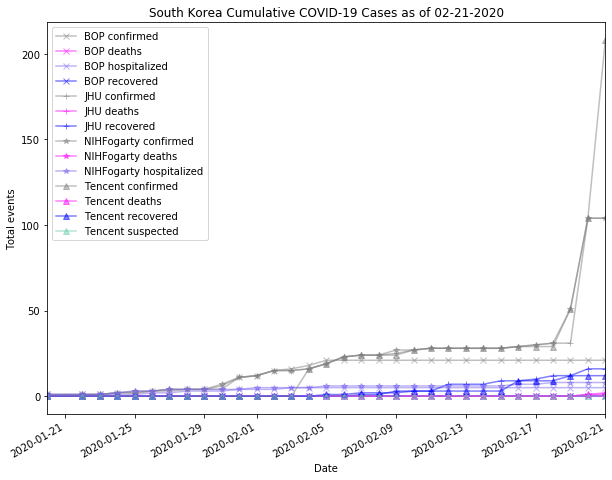 South Korea Cumulative COVID-19 Cases as of 02-21-2020
BOP confirmed
BOP deaths
BOP hospitalized
BOP recovered
JHU confirmed
JHU deaths
JHU recovered
NIHFogarty confirmed
NIHFogarty deaths
NIHFogarty hospitalized
Tencent confirmed
Tencent deaths
Tencent recovered
Tencent suspected
Total events
200
150
100
50
0
2020-01-21
2020-01-25
2020-01-29
2020-02-01
2020-02-05
2020-02-09
2020-02-13
2020-02-17
2020-02-21
Date